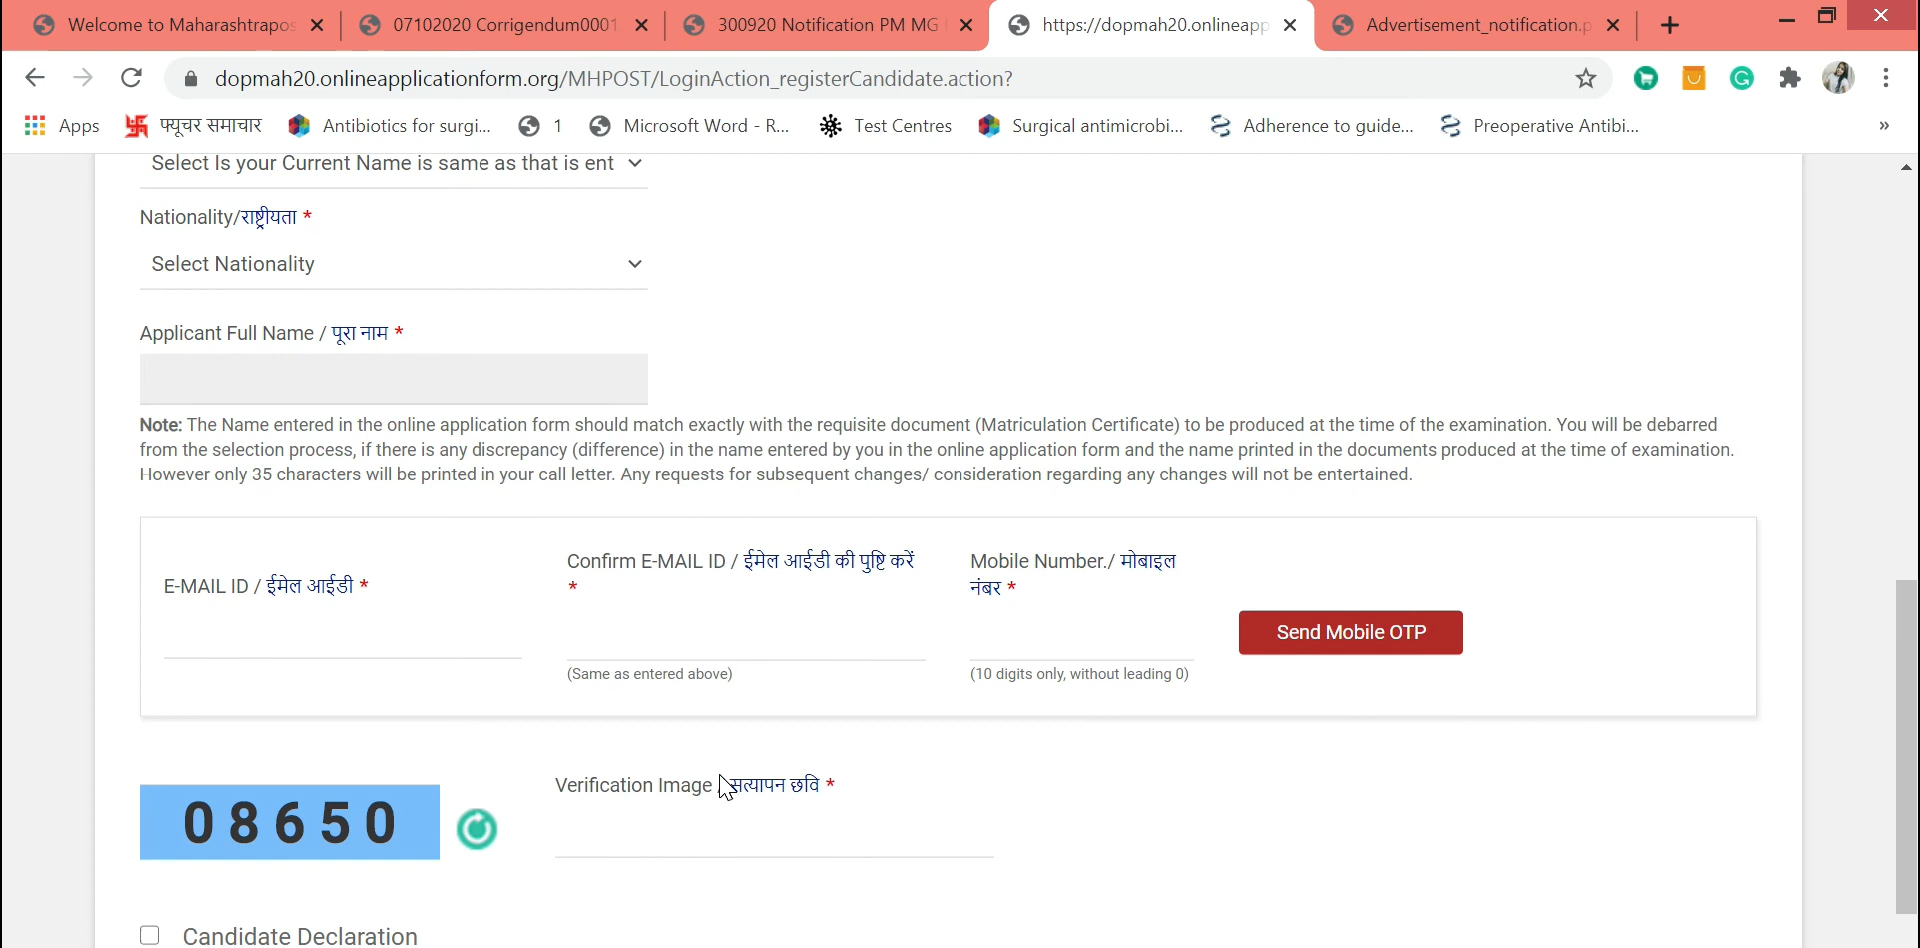 Welcome to Maharashtrapos
07102020 Corrigendum0001
300920 Notification PM MG
https://dopmah20.onlineapp
Advertisement_notification.p
dopmah20.onlineapplicationform.org/MHPOST/LoginAction_registerCandidate.action?
Apps
फ्यूचर समाचार
Antibiotics for surgi...
1
Microsoft Word - R...
Test Centres
Surgical antimicrobi...
Adherence to guide...
Preoperative Antibi...
»
Select Is your Current Name is same as that is ent
Nationality/राष्ट्रीयता *
Select Nationality
Applicant Full Name / पूरा नाम *
Note: The Name entered in the online application form should match exactly with the requisite document (Matriculation Certificate) to be produced at the time of the examination. You will be debarred
from the selection process, if there is any discrepancy (difference) in the name entered by you in the online application form and the name printed in the documents produced at the time of examination.
However only 35 characters will be printed in your call letter. Any requests for subsequent changes/ consideration regarding any changes will not be entertained.
E-MAIL ID / ईमेल आईडी *
Confirm E-MAIL ID / ईमेल आईडी की पुष्टि करें
*
(Same as entered above)
Mobile Number./ मोबाइल
नंबर *
(10 digits only, without leading 0)
Send Mobile OTP
08650
Verification Image / सत्यापन छवि *
Candidate Declaration